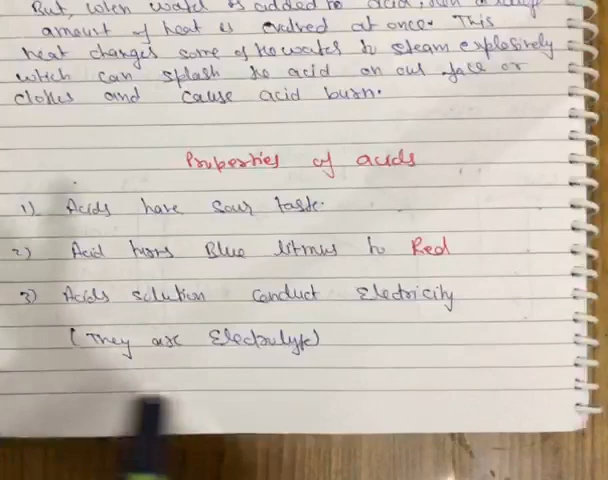 But, when water is added to acid, then a large
amount of heat is evolved at once. This
heat changes some of the water to steam explosively
which can splash the acid on our face or
clothes and cause acid burn.
Properties of acids
1) Acids have sour taste.
2) Acid turns Blue litmus to Red
3) Acids solution conduct Electricity
(They are Electrolyte)